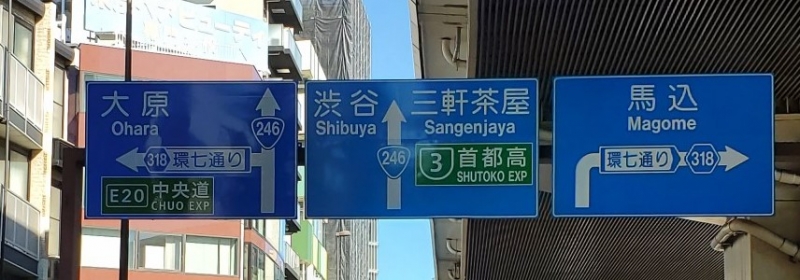 大原
Ohara
246
318 環七通り
E20 中央道
CHUO EXP
渋谷 三軒茶屋
Shibuya Sangenjaya
246
3 首都高
SHUTOKO EXP
馬込
Magome
環七通り 318